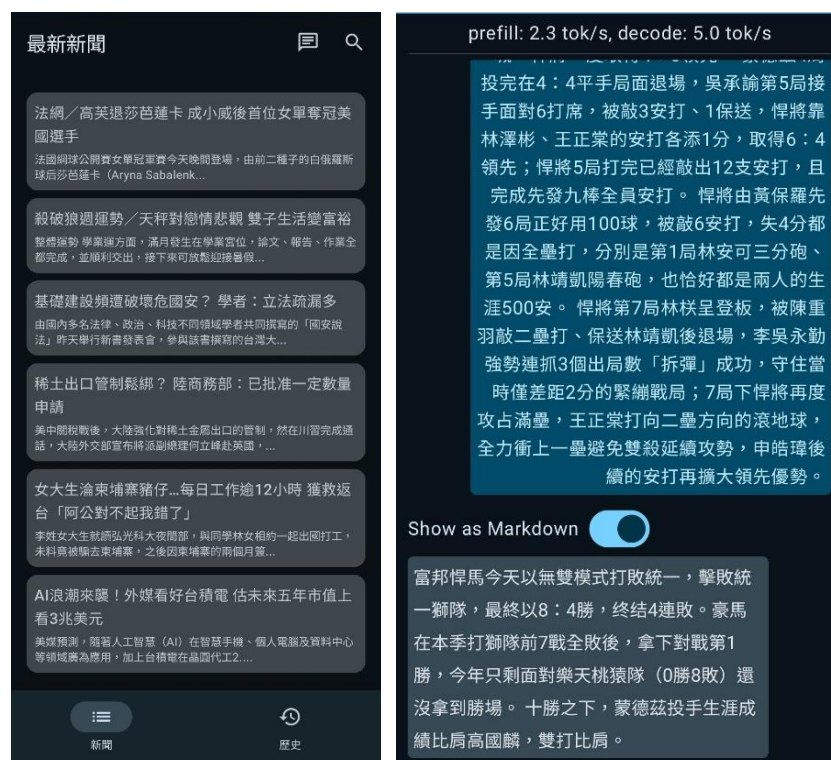 最新新聞
法網／高芙退莎芭蓮卡 成小威後首位女單奪冠美
國選手
法國網球公開賽女單冠軍賽今天晚間登場，由前二種子的白俄羅斯
球后莎芭蓮卡（Aryna Sabalenk...
殺破狼週運勢／天秤對戀情悲觀 雙子生活變富裕
整體運勢 學業運方面，滿月發生在學業宮位，論文、報告、作業全
都完成，並順利交出，接下來可放鬆迎接暑假...
基礎建設頻遭破壞危國安？ 學者：立法疏漏多
由國內多名法律、政治、科技不同領域學者共同撰寫的「國安說
法」昨天舉行新書發表會，參與該書撰寫的台灣大...
稀土出口管制鬆綁？ 陸商務部：已批准一定數量
申請
美中關稅戰後，大陸強化對稀土金屬出口的管制，然在川習完成通
話，大陸外交部宣布將派副總理何立峰赴英國，...
女大生淪柬埔寨豬仔...每日工作逾12小時 獲救返
台「阿公對不起我錯了」
李姓女大生就讀弘光科大夜間部，與同學林女相約一起出國打工，
未料竟被騙去柬埔寨，之後因柬埔寨的兩個月簽...
AI浪潮來襲！外媒看好台積電 估未來五年市值上
看3兆美元
美媒預測，隨著人工智慧（AI）在智慧手機、個人電腦及資料中心
等領域廣為應用，加上台積電在晶圓代工2....
新聞
歷史
prefill: 2.3 tok/s, decode: 5.0 tok/s
投完在4：4平手局面退場，吳承諭第5局接
手面對6打席，被敲3安打、1保送，悍將靠
林澤彬、王正棠的安打各添1分，取得6：4
領先；悍將5局打完已經敲出12支安打，且
完成先發九棒全員安打。 悍將由黃保羅先
發6局正好用100球，被敲6安打，失4分都
是因全壘打，分別是第1局林安可三分砲、
第5局林靖凱陽春砲，也恰好都是兩人的生
涯500安。 悍將第7局林栚呈登板，被陳重
羽敲二壘打、保送林靖凱後退場，李吳永勤
強勢連抓3個出局數「拆彈」成功，守住當
時僅差距2分的緊繃戰局；7局下悍將再度
攻占滿壘，王正棠打向二壘方向的滾地球，
全力衝上一壘避免雙殺延續攻勢，申皓瑋後
續的安打再擴大領先優勢。
Show as Markdown
富邦悍馬今天以無雙模式打敗統一，擊敗統
一獅隊，最終以8：4勝，终结4連敗。豪馬
在本季打獅隊前7戰全敗後，拿下對戰第1
勝，今年只剩面對樂天桃猿隊（0勝8敗）還
沒拿到勝場。 十勝之下，蒙德茲投手生涯成
績比肩高國麟，雙打比肩。